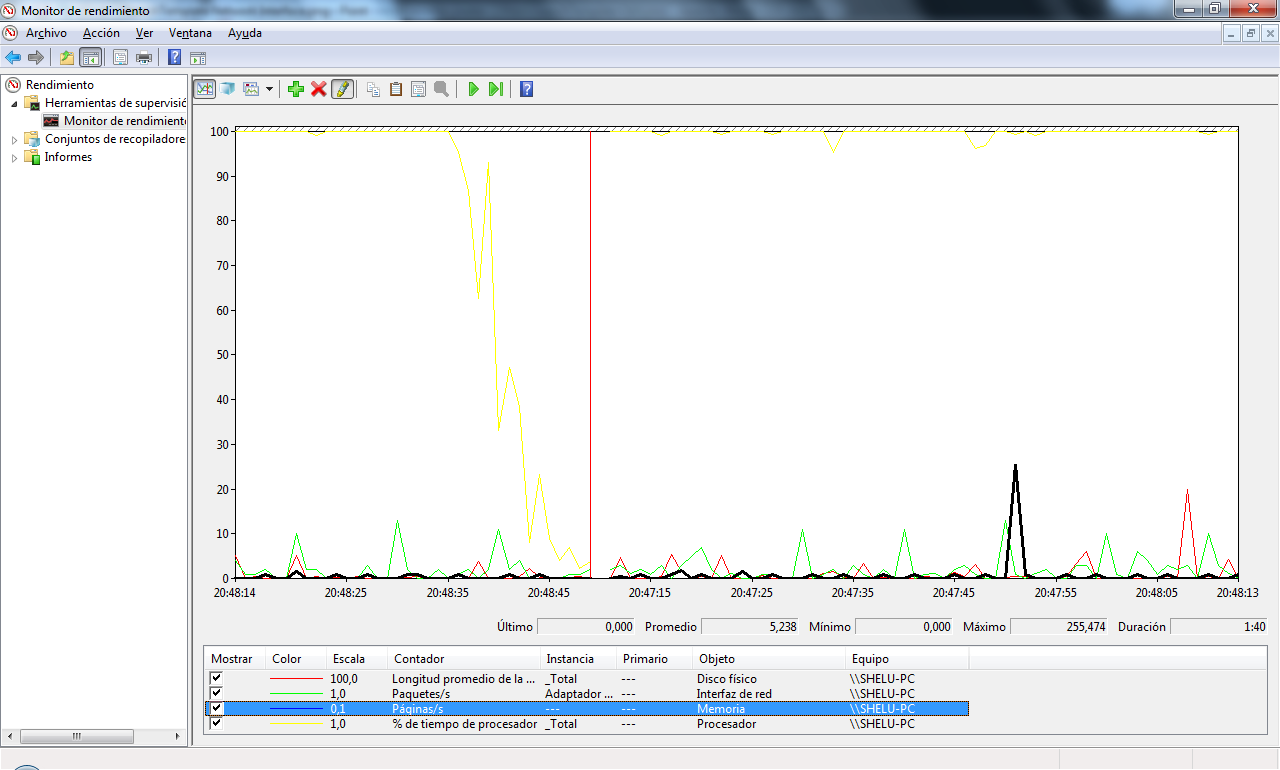 Monitor de rendimiento
Archivo Acción Ver Ventana Ayuda
Rendimiento
Herramientas de supervisió
Monitor de rendimiento
Conjuntos de recopiladore
Informes
100
90
80
70
60
50
40
30
20
10
0
20:48:14 20:48:25 20:48:35 20:48:45 20:47:15 20:47:25 20:47:35 20:47:45 20:47:55 20:48:05 20:48:13
Último 0,000 Promedio 5,238 Mínimo 0,000 Máximo 255,474 Duración 1:40
Mostrar Color Escala Contador Instancia Primario Objeto Equipo
100,0 Longitud promedio de la ... _Total --- Disco físico \\SHELU-PC
1,0 Paquetes/s Adaptador ... --- Interfaz de red \\SHELU-PC
0,1 Páginas/s --- --- Memoria \\SHELU-PC
1,0 % de tiempo de procesador _Total --- Procesador \\SHELU-PC